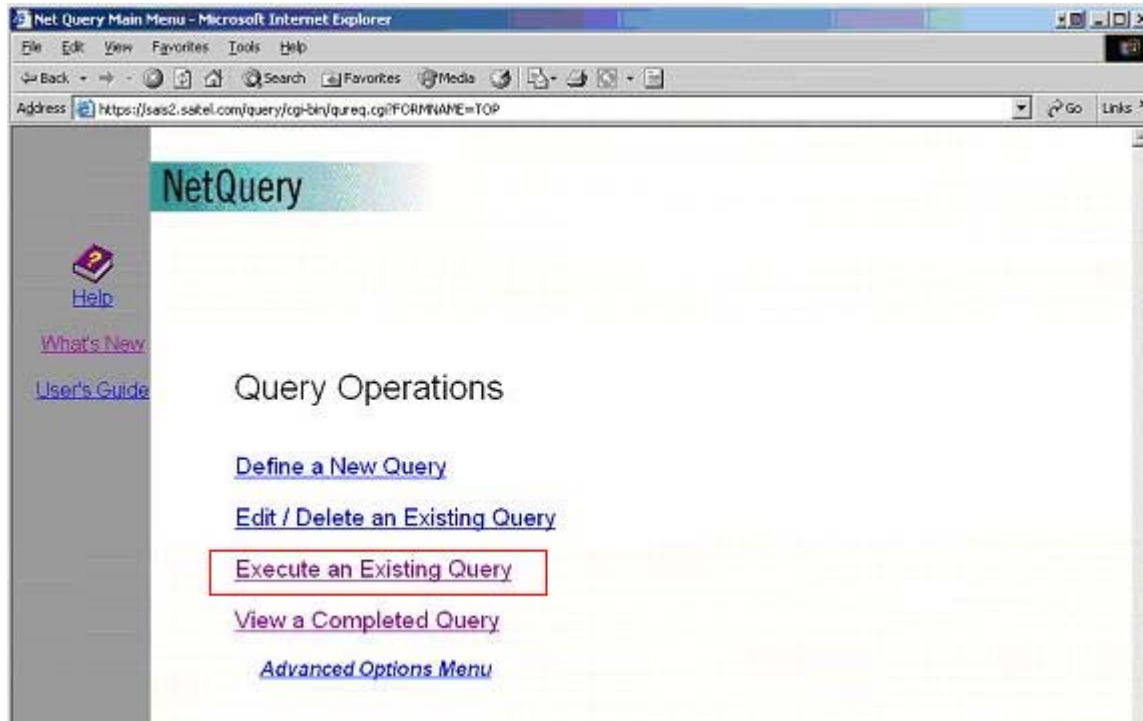 Net Query Main Menu - Microsoft Internet Explorer
File Edit View Favorites Tools Help
Back Search Favorites Media
Address https://sais2.saitel.com/query/cgi-bin/qureq.cgi?FORMNAME=TOP Go Links
NetQuery
Help
What's New
User's Guide
Query Operations
Define a New Query
Edit / Delete an Existing Query
Execute an Existing Query
View a Completed Query
Advanced Options Menu